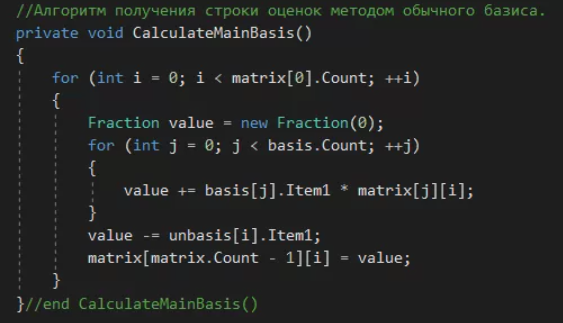 //Алгоритм получения строки оценок методом обычного базиса.
private void CalculateMainBasis()
{
    for (int i = 0; i < matrix[0].Count; ++i)
    {
        Fraction value = new Fraction(0);
        for (int j = 0; j < basis.Count; ++j)
        {
            value += basis[j].Item1 * matrix[j][i];
        }
        value -= unbasis[i].Item1;
        matrix[matrix.Count - 1][i] = value;
    }
}//end CalculateMainBasis()